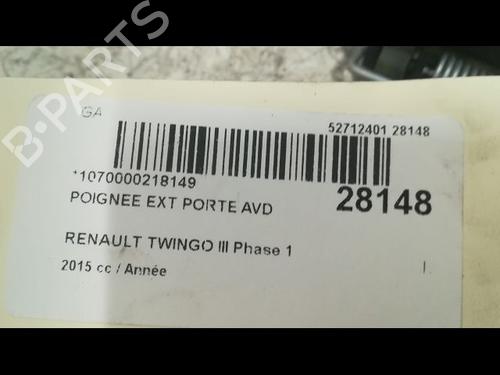 GA
52712401 28148
*1070000218149
28148
POIGNEE EXT PORTE AVD
RENAULT TWINGO III Phase 1
2015 cc / Année
B-PARTS